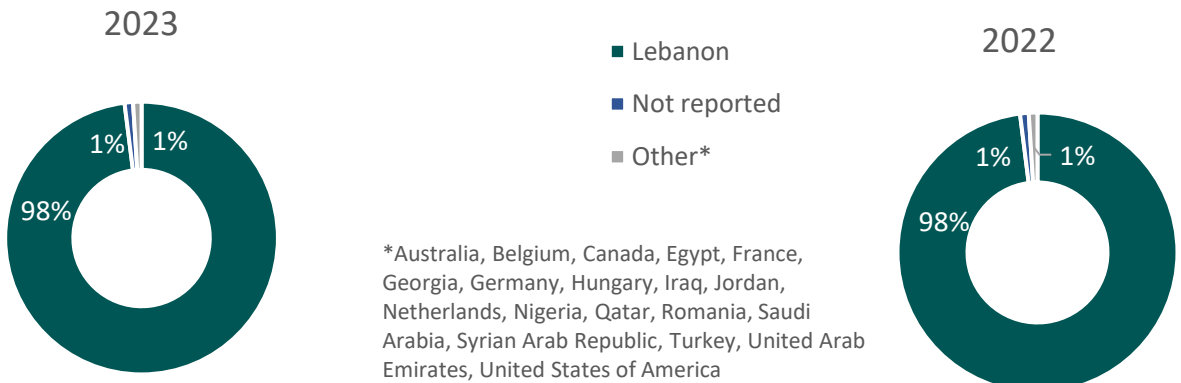 2023
1%
1%
98%
Lebanon
Not reported
Other*
*Australia, Belgium, Canada, Egypt, France,
Georgia, Germany, Hungary, Iraq, Jordan,
Netherlands, Nigeria, Qatar, Romania, Saudi
Arabia, Syrian Arab Republic, Turkey, United Arab
Emirates, United States of America
2022
1%
1%
98%